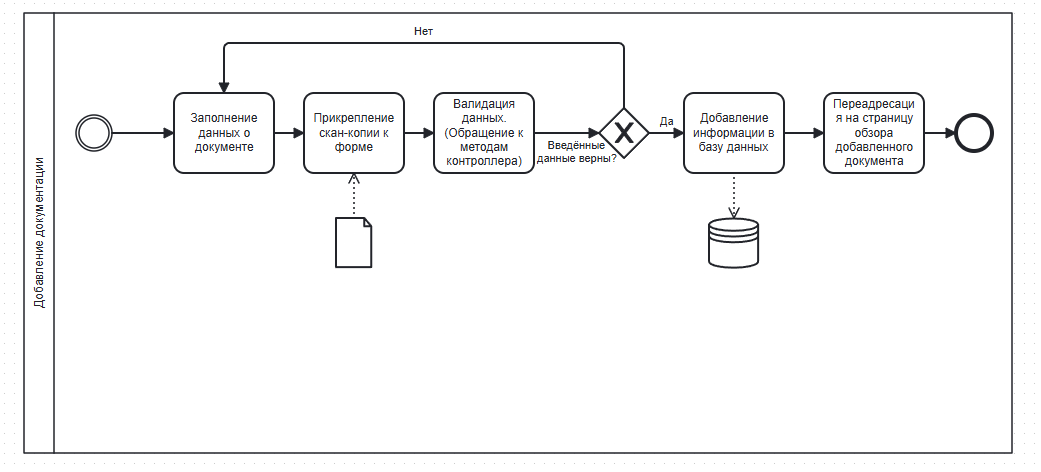 Добавление документации
Нет
Заполнение
данных о
документе
Прикрепление
скан-копии к
форме
Валидация
данных.
(Обращение к
методам
контроллера)
Введённые
данные верны?
Да
Добавление
информации в
базу данных
Переадресаци
я на страницу
обзора
добавленного
документа